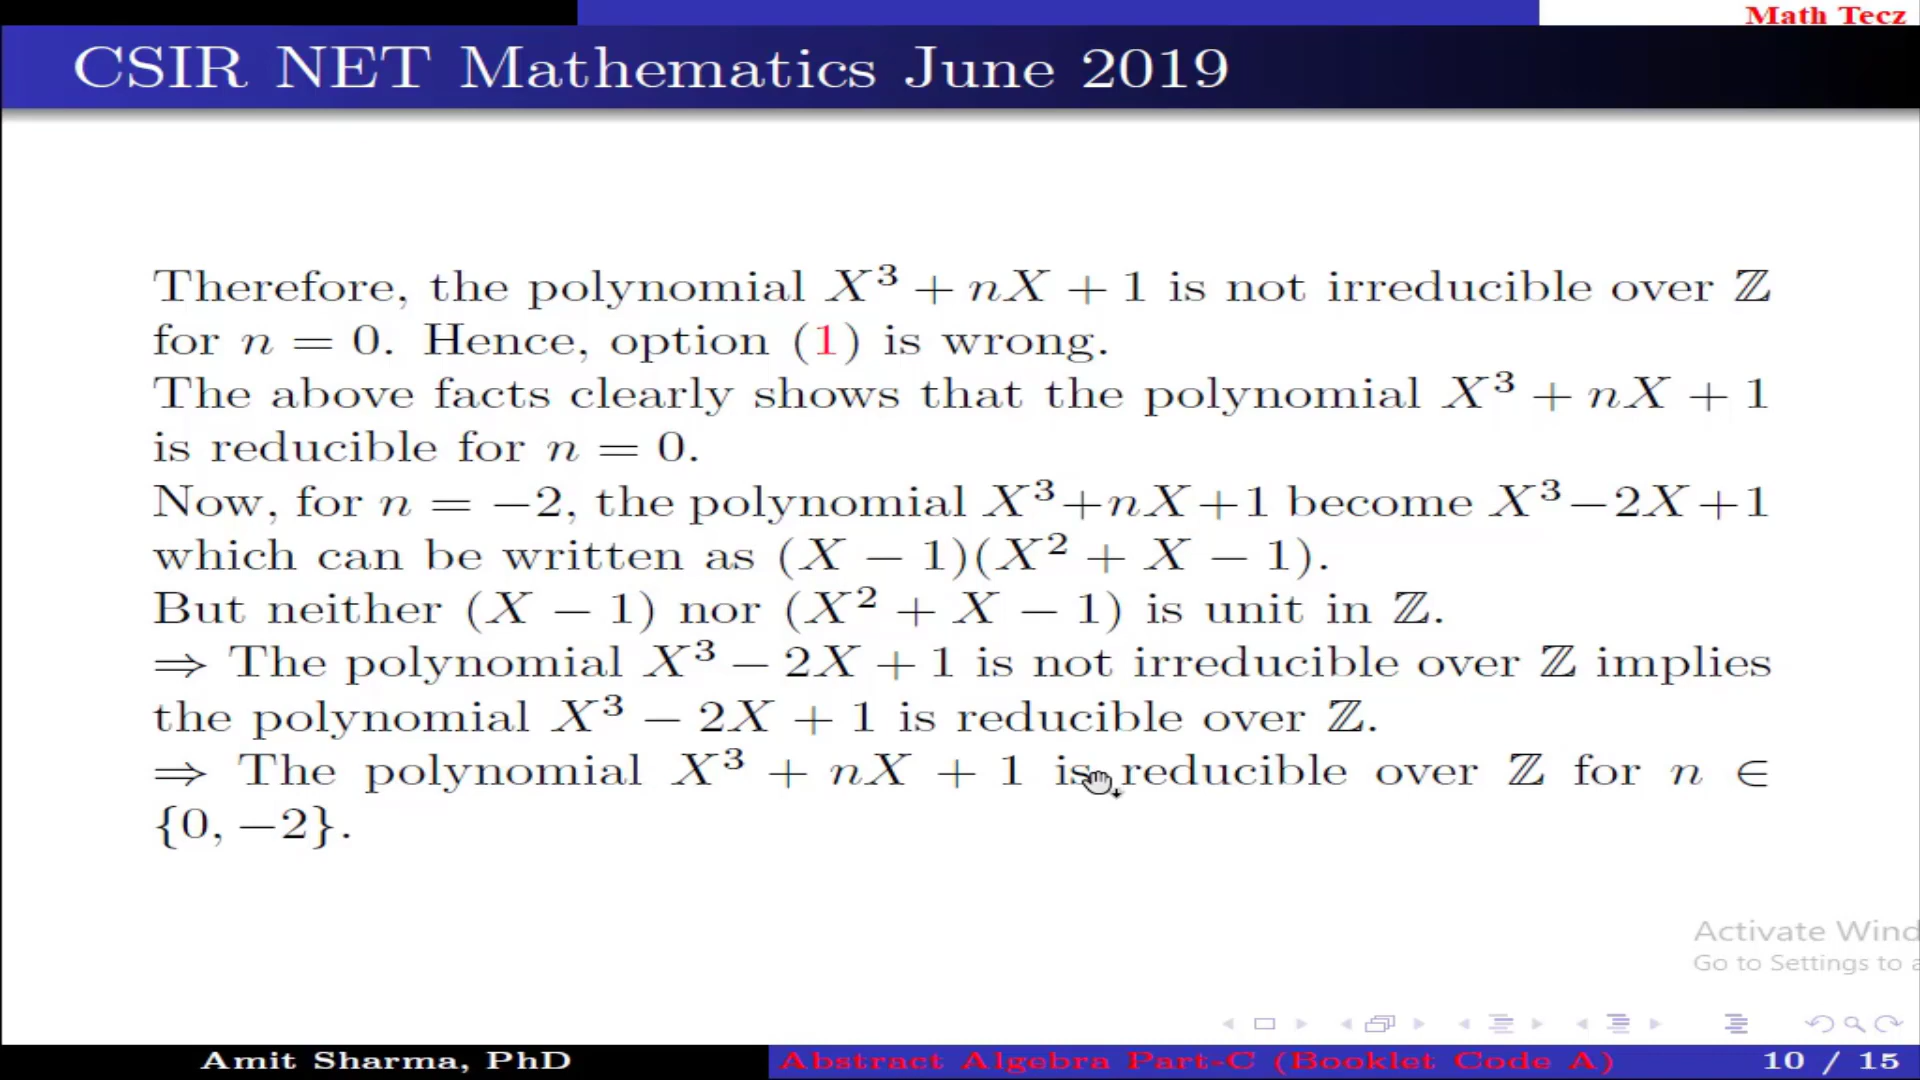 Math Tecz
CSIR NET Mathematics June 2019
Therefore, the polynomial X³ + nX + 1 is not irreducible over ℤ
for n = 0. Hence, option (1) is wrong.
The above facts clearly shows that the polynomial X³ + nX + 1
is reducible for n = 0.
Now, for n = −2, the polynomial X³+nX+1 become X³−2X+1
which can be written as (X − 1)(X² + X − 1).
But neither (X − 1) nor (X² + X − 1) is unit in ℤ.
⇒ The polynomial X³ − 2X + 1 is not irreducible over ℤ implies
the polynomial X³ − 2X + 1 is reducible over ℤ.
⇒ The polynomial X³ + nX + 1 is reducible over ℤ for n ∈
{0, −2}.
Activate Wind
Go to Settings to a
Amit Sharma, PhD
Abstract Algebra Part-C (Booklet Code A)
10 / 15